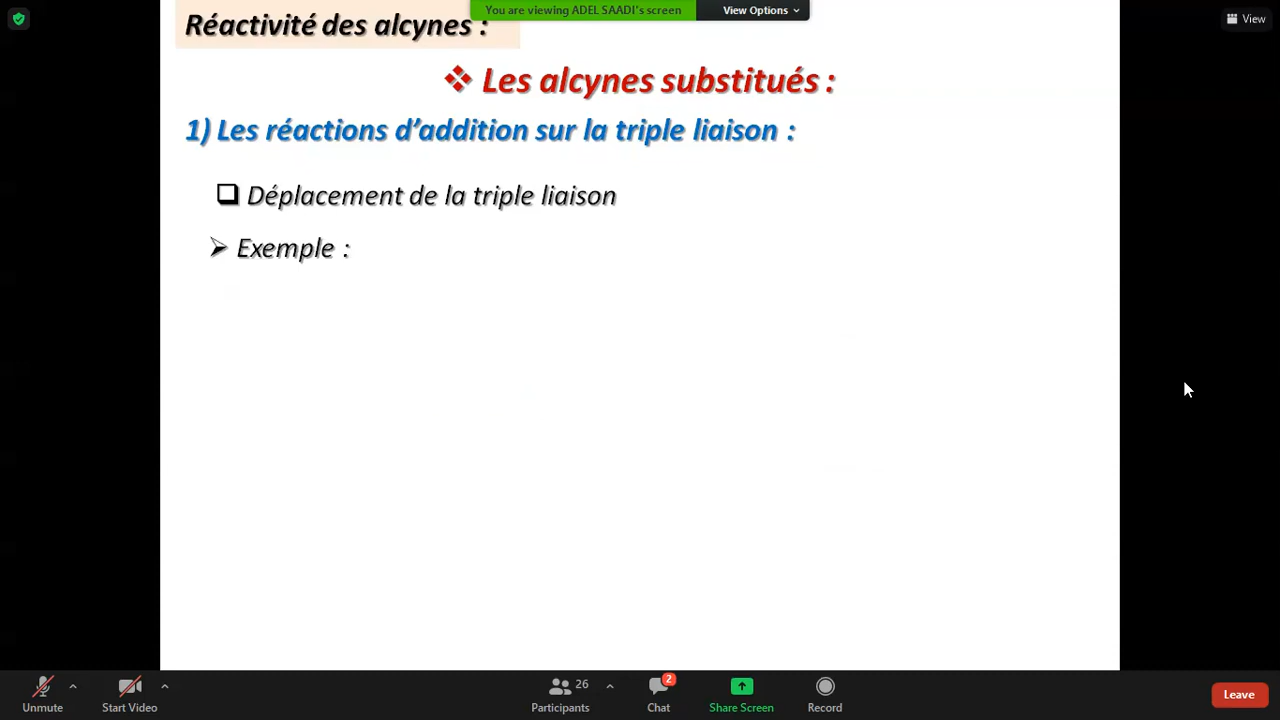 You are viewing ADEL SAADI's screen
View Options
View
Réactivité des alcynes :
Les alcynes substitués :
1) Les réactions d’addition sur la triple liaison :
Déplacement de la triple liaison
Exemple :
Unmute
Start Video
26
Participants
2
Chat
Share Screen
Record
Leave